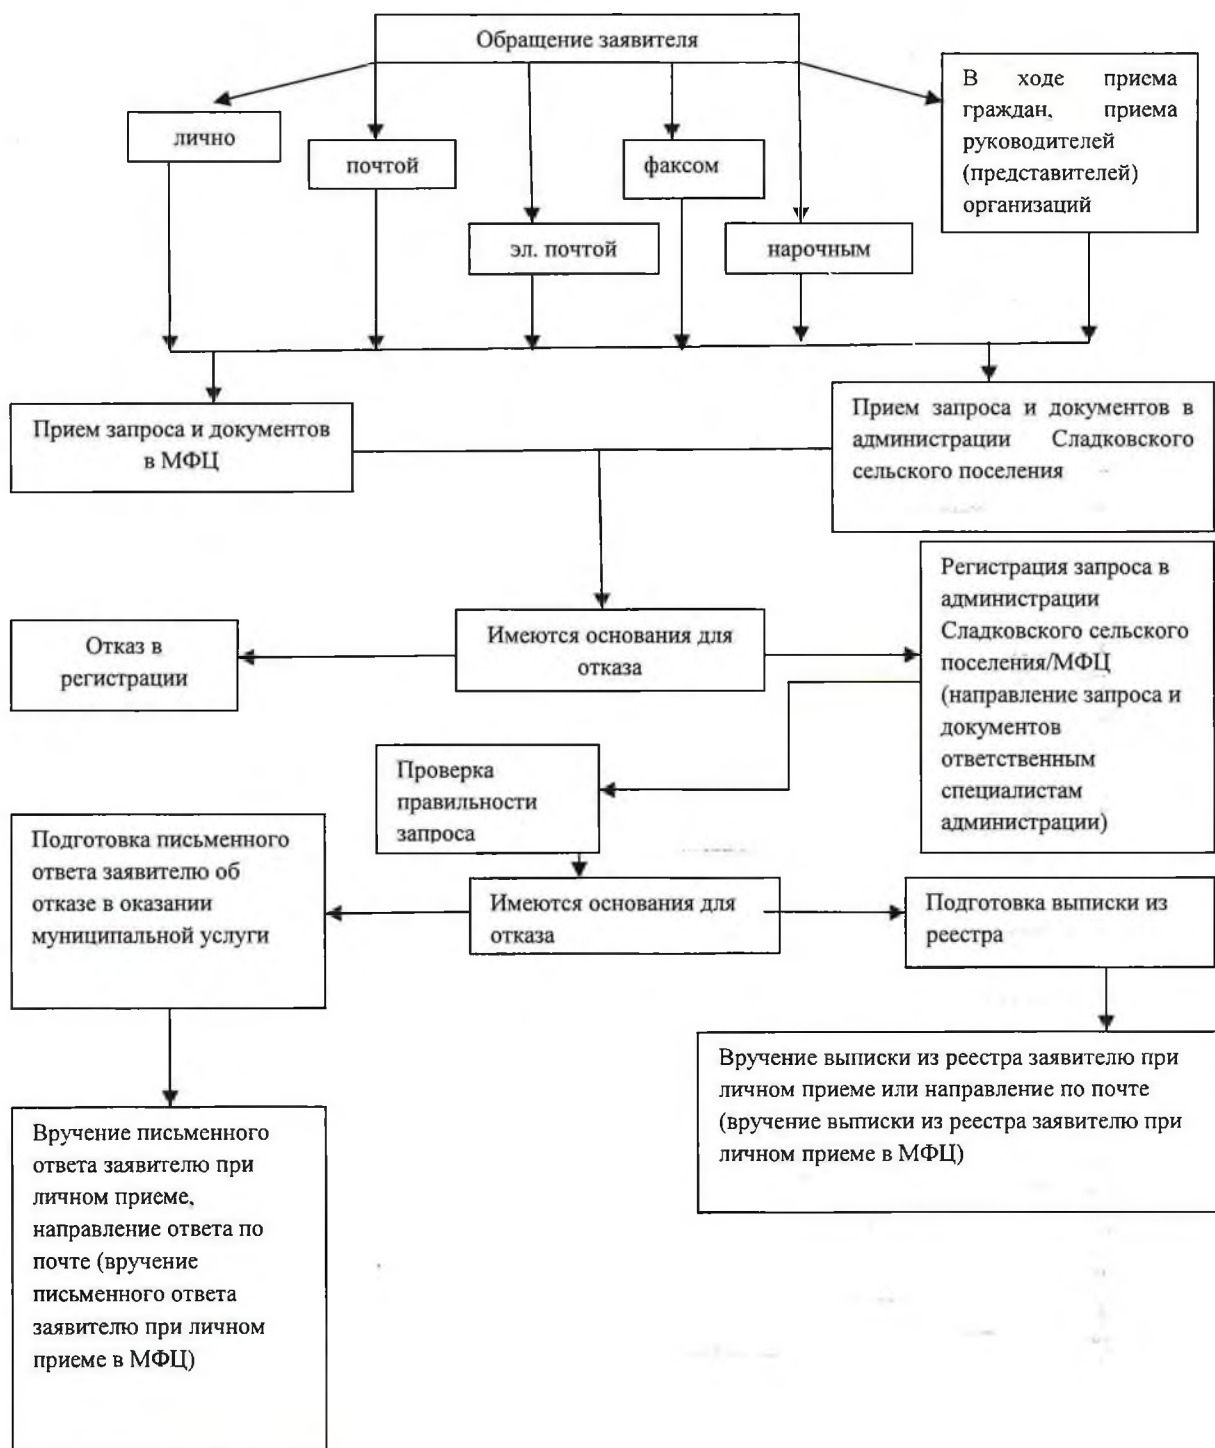 Обращение заявителя
В ходе приема
граждан, приема
руководителей
(представителей)
организаций
лично
почтой
факсом
эл. почтой
нарочным
Прием запроса и документов
в МФЦ
Прием запроса и документов в
администрации Сладковского
сельского поселения
Регистрация запроса в
администрации
Сладковского сельского
поселения/МФЦ
(направление запроса и
документов
ответственным
специалистам
администрации)
Имеются основания для
отказа
Отказ в
регистрации
Проверка
правильности
запроса
Подготовка письменного
ответа заявителю об
отказе в оказании
муниципальной услуги
Имеются основания для
отказа
Подготовка выписки из
реестра
Вручение выписки из реестра заявителю при
личном приеме или направление по почте
(вручение выписки из реестра заявителю при
личном приеме в МФЦ)
Вручение письменного
ответа заявителю при
личном приеме,
направление ответа по
почте (вручение
письменного ответа
заявителю при личном
приеме в МФЦ)